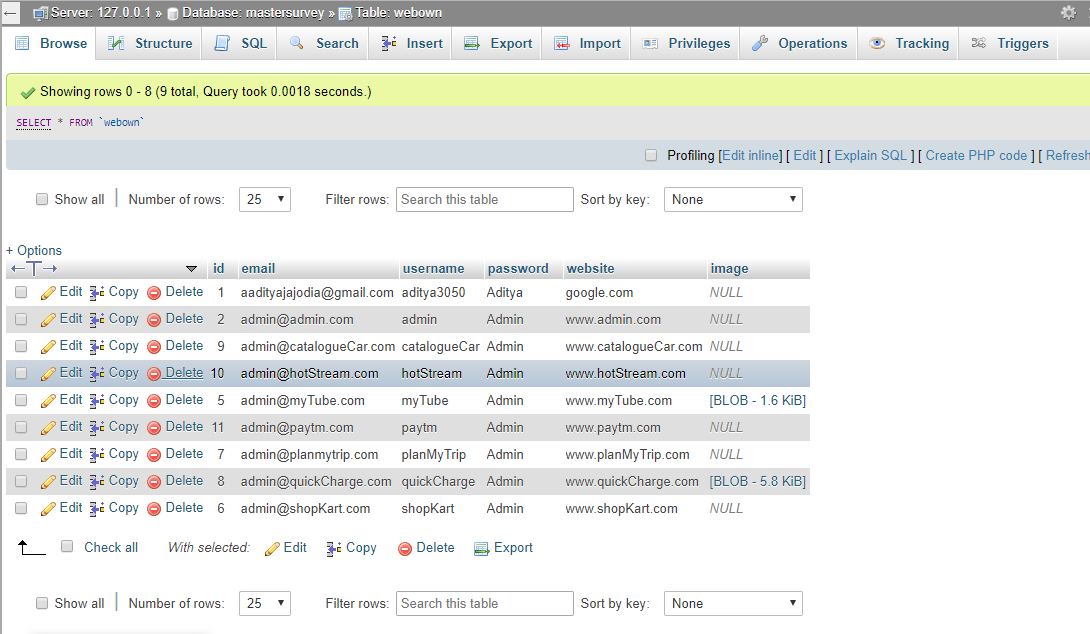 Server: 127.0.0.1 » Database: mastersurvey » Table: webown
Browse Structure SQL Search Insert Export Import Privileges Operations Tracking Triggers
Showing rows 0 - 8 (9 total, Query took 0.0018 seconds.)
SELECT * FROM `webown`
Profiling [Edit inline] [ Edit ] [ Explain SQL ] [ Create PHP code ] [ Refresh
Show all Number of rows: 25 Filter rows: Search this table Sort by key: None
+ Options
←T→ id email username password website image
Edit Copy Delete 1 aadityajajodia@gmail.com aditya3050 Aditya google.com NULL
Edit Copy Delete 2 admin@admin.com admin Admin www.admin.com NULL
Edit Copy Delete 9 admin@catalogueCar.com catalogueCar Admin www.catalogueCar.com NULL
Edit Copy Delete 10 admin@hotStream.com hotStream Admin www.hotStream.com NULL
Edit Copy Delete 5 admin@myTube.com myTube Admin www.myTube.com [BLOB - 1.6 KiB]
Edit Copy Delete 11 admin@paytm.com paytm Admin www.paytm.com NULL
Edit Copy Delete 7 admin@planmytrip.com planMyTrip Admin www.planMyTrip.com NULL
Edit Copy Delete 8 admin@quickCharge.com quickCharge Admin www.quickCharge.com [BLOB - 5.8 KiB]
Edit Copy Delete 6 admin@shopKart.com shopKart Admin www.shopKart.com NULL
Check all With selected: Edit Copy Delete Export
Show all Number of rows: 25 Filter rows: Search this table Sort by key: None